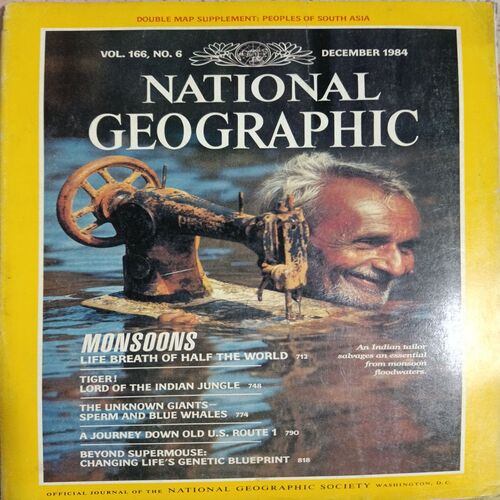 DOUBLE MAP SUPPLEMENT: PEOPLES OF SOUTH ASIA
VOL. 166, NO. 6 DECEMBER 1984
NATIONAL
GEOGRAPHIC
MONSOONS
LIFE BREATH OF HALF THE WORLD 712
TIGER!
LORD OF THE INDIAN JUNGLE 748
THE UNKNOWN GIANTS—
SPERM AND BLUE WHALES 774
A JOURNEY DOWN OLD U.S. ROUTE 1 790
BEYOND SUPERMOUSE:
CHANGING LIFE'S GENETIC BLUEPRINT 818
An Indian tailor
salvages an essential
from monsoon
floodwaters.
OFFICIAL JOURNAL OF THE NATIONAL GEOGRAPHIC SOCIETY WASHINGTON, D.C.